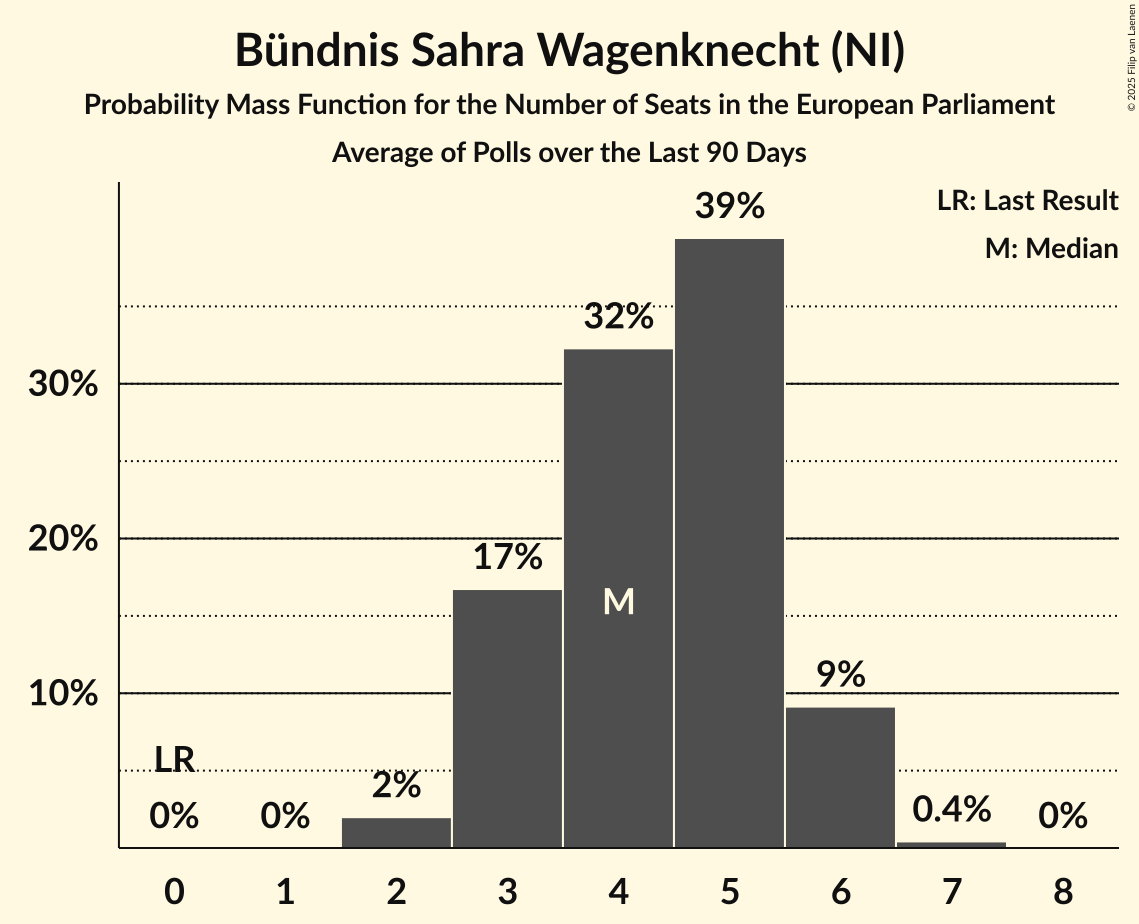 Bündnis Sahra Wagenknecht (NI)
Probability Mass Function for the Number of Seats in the European Parliament
Average of Polls over the Last 90 Days
© 2025 Filip van Laenen
LR: Last Result
M: Median
39%
32%
30%
20%
17%
M
9%
10%
LR
2%
0%
0%
0.4%
0%
0 1 2 3 4 5 6 7 8